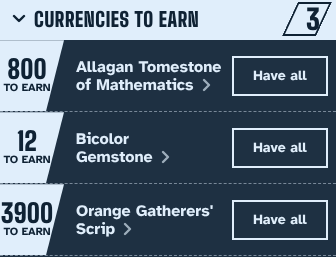 CURRENCIES TO EARN
3
800
TO EARN
Allagan Tomestone
of Mathematics
Have all
12
TO EARN
Bicolor
Gemstone
Have all
3900
TO EARN
Orange Gatherers'
Scrip
Have all